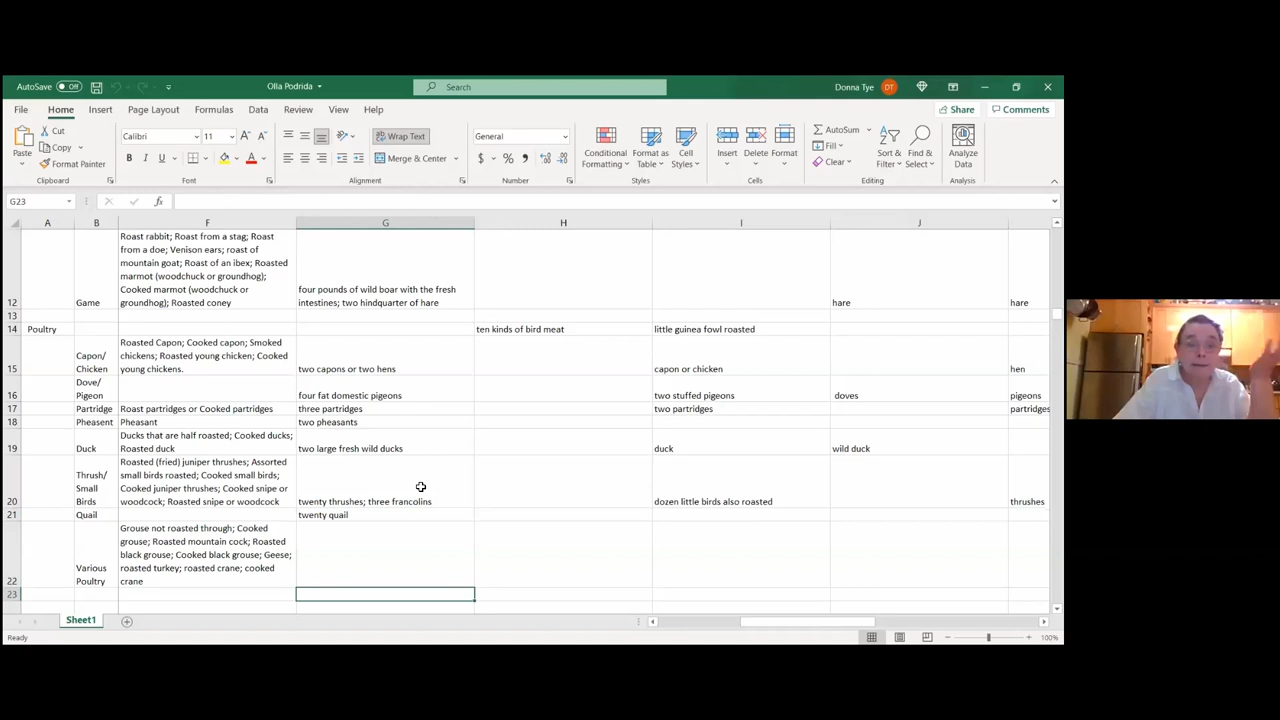 AutoSave Off Olla Podrida Search Donna Tye DT
File Home Insert Page Layout Formulas Data Review View Help Share Comments
Paste Cut Copy Format Painter Clipboard
Calibri 11 A A B I U A Font
Wrap Text Merge & Center Alignment
General $ % Number
Conditional Formatting Format as Table Cell Styles Styles
Insert Delete Format Cells
AutoSum Fill Clear Sort & Filter Find & Select Editing
Analyze Data Analysis
G23 fx
A B F G H I J
Roast rabbit; Roast from a stag; Roast
from a doe; Venison ears; roast of
mountain goat; Roast of an ibex; Roasted
marmot (woodchuck or groundhog);
Cooked marmot (woodchuck or
groundhog); Roasted coney
four pounds of wild boar with the fresh
intestines; two hindquarter of hare
12 Game hare hare
13
14 Poultry ten kinds of bird meat little guinea fowl roasted
Roasted Capon; Cooked capon; Smoked
chickens; Roasted young chicken; Cooked
young chickens.
15 Capon/
Chicken two capons or two hens capon or chicken hen
16 Dove/
Pigeon four fat domestic pigeons two stuffed pigeons doves pigeons
17 Partridge Roast partridges or Cooked partridges three partridges two partridges partridges
18 Pheasent Pheasant two pheasants
Ducks that are half roasted; Cooked ducks;
Roasted duck
19 Duck two large fresh wild ducks duck wild duck
Roasted (fried) juniper thrushes; Assorted
small birds roasted; Cooked small birds;
Cooked juniper thrushes; Cooked snipe or
woodcock; Roasted snipe or woodcock
20 Thrush/
Small
Birds twenty thrushes; three francolins dozen little birds also roasted thrushes
21 Quail twenty quail
Grouse not roasted through; Cooked
grouse; Roasted mountain cock; Roasted
black grouse; Cooked black grouse; Geese;
roasted turkey; roasted crane; cooked
crane
22 Various
Poultry
23
Sheet1
Ready 100%